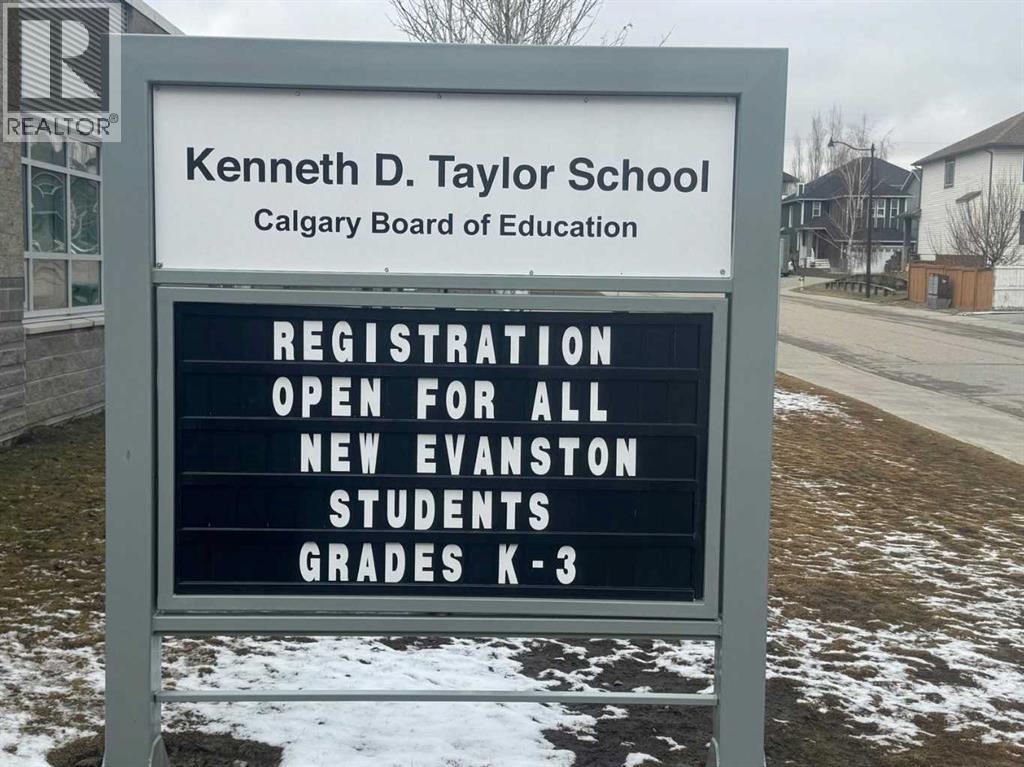 REALTOR®
Kenneth D. Taylor School
Calgary Board of Education
REGISTRATION
OPEN FOR ALL
NEW EVANSTON
STUDENTS
GRADES K-3